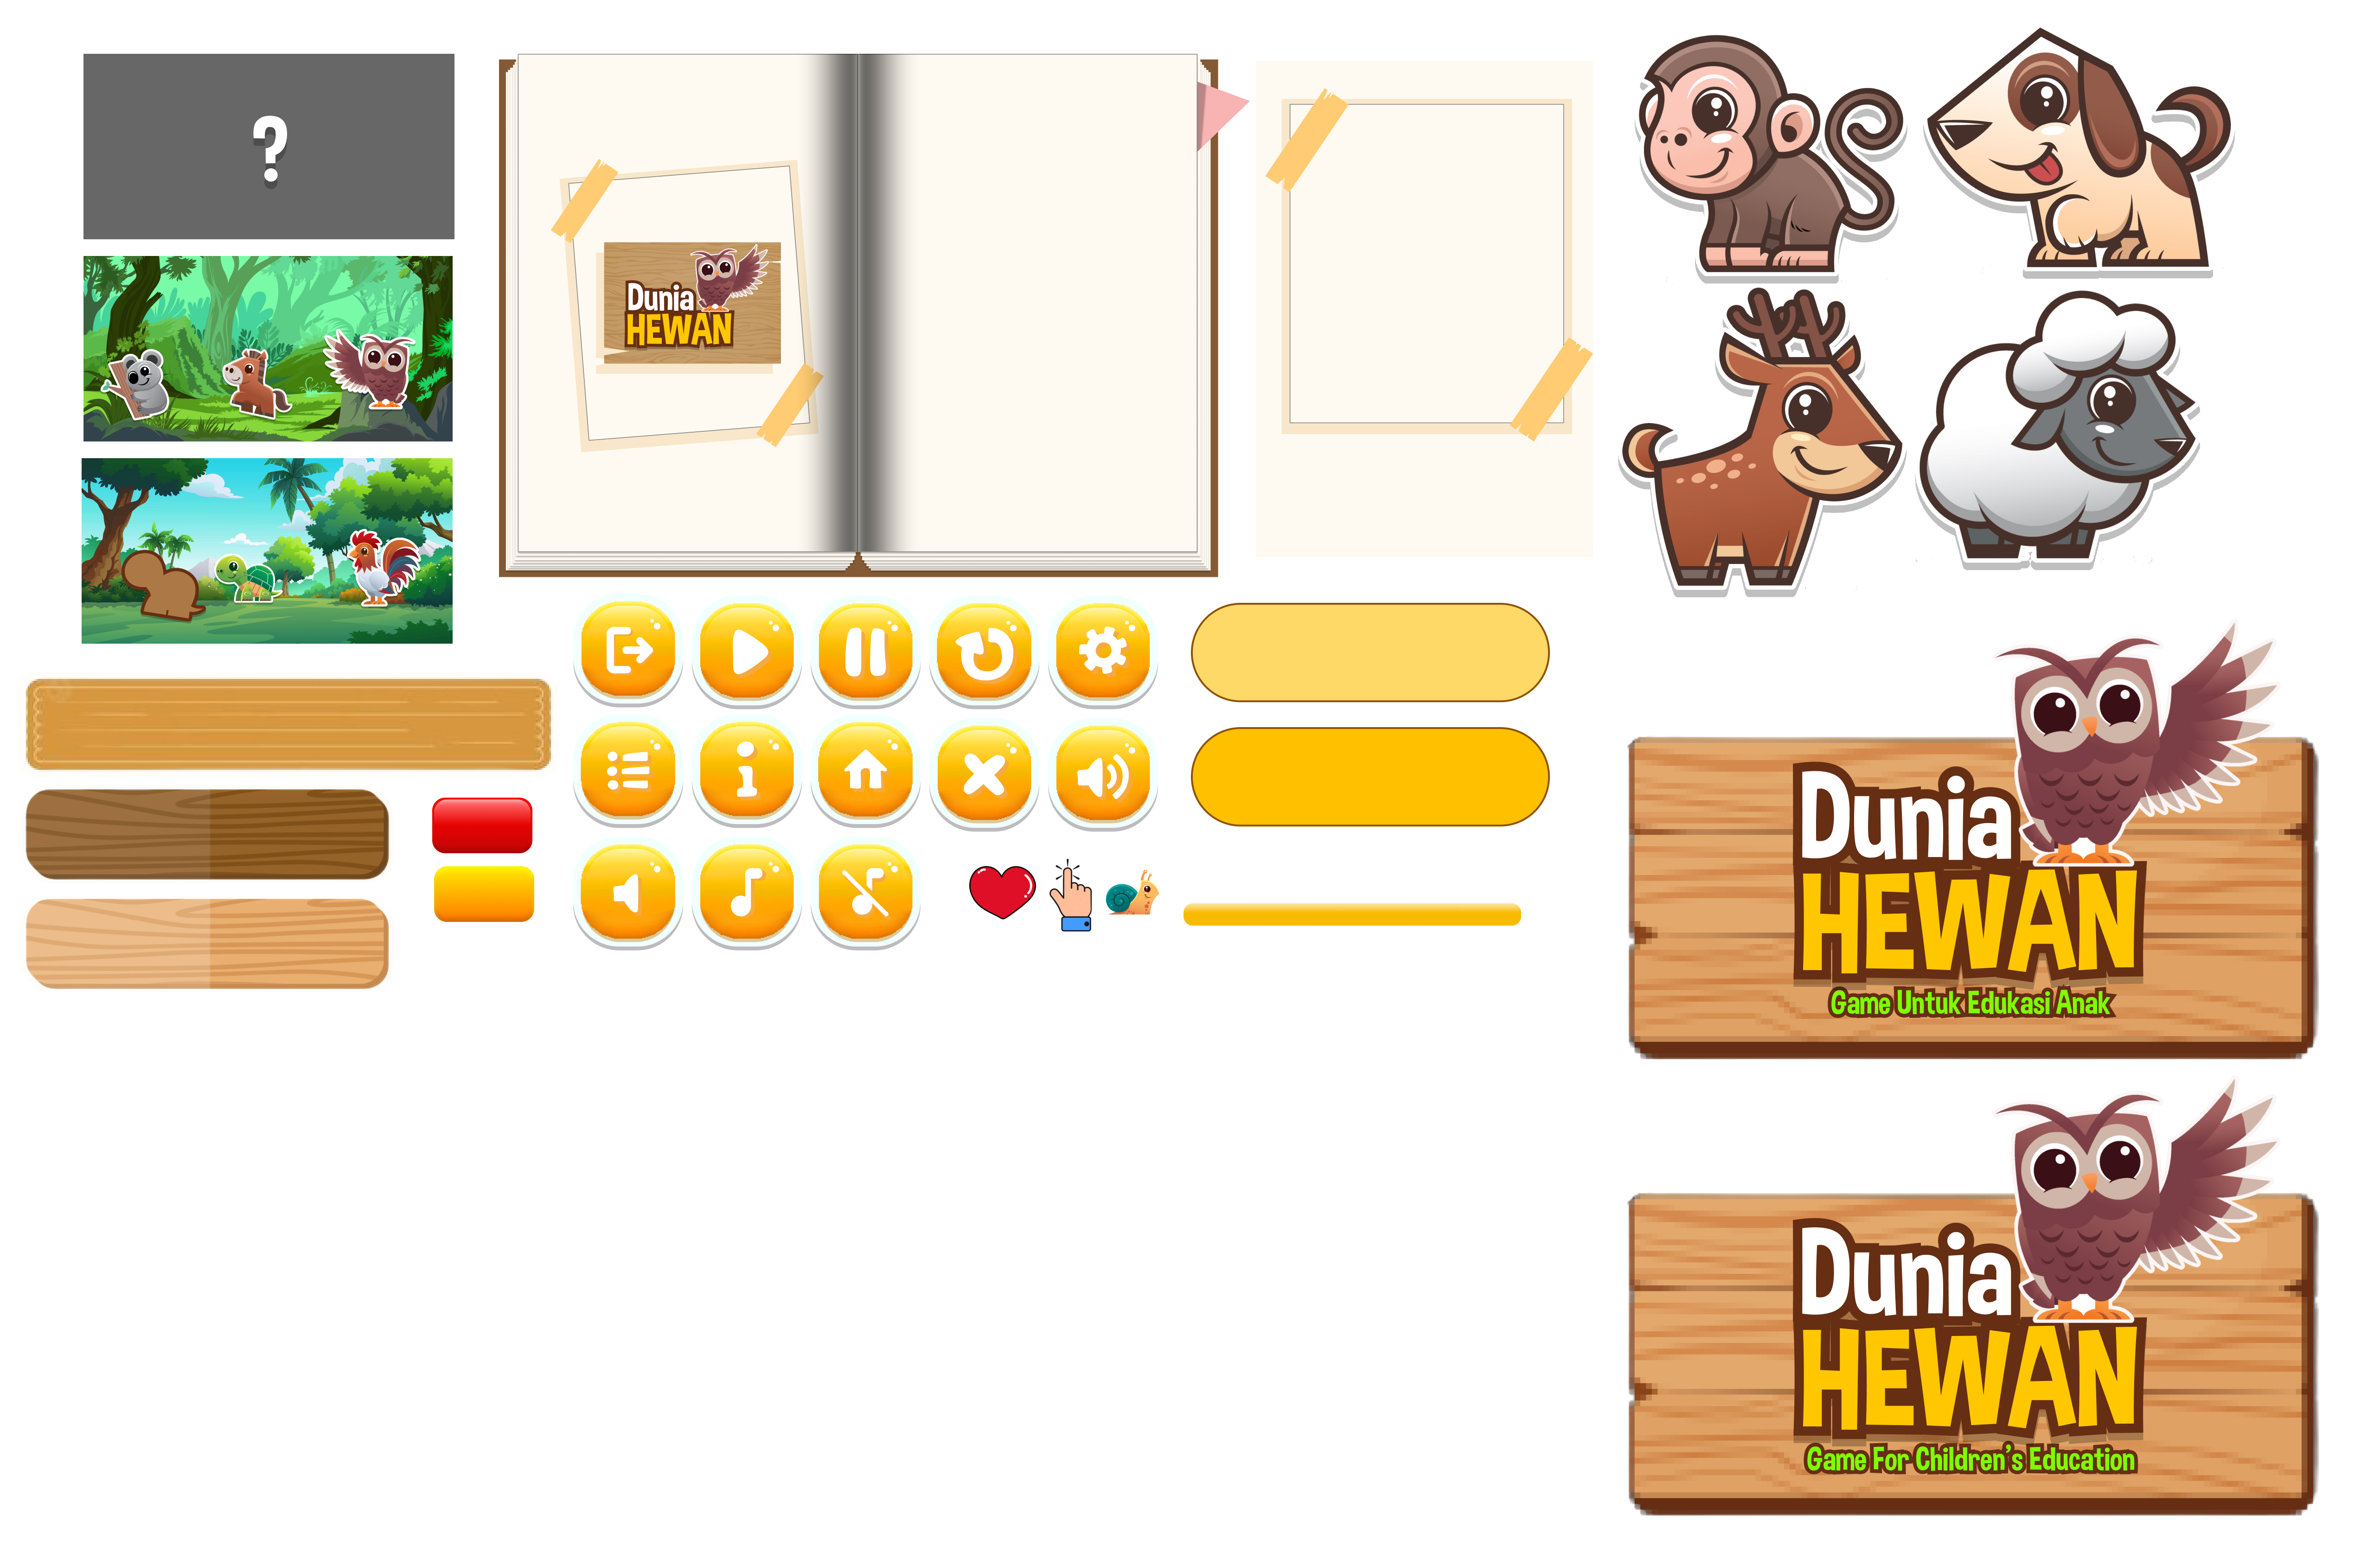 ?
Dunia
HEWAN
Dunia
HEWAN
Game Untuk Edukasi Anak
Dunia
HEWAN
Game For Children's Education